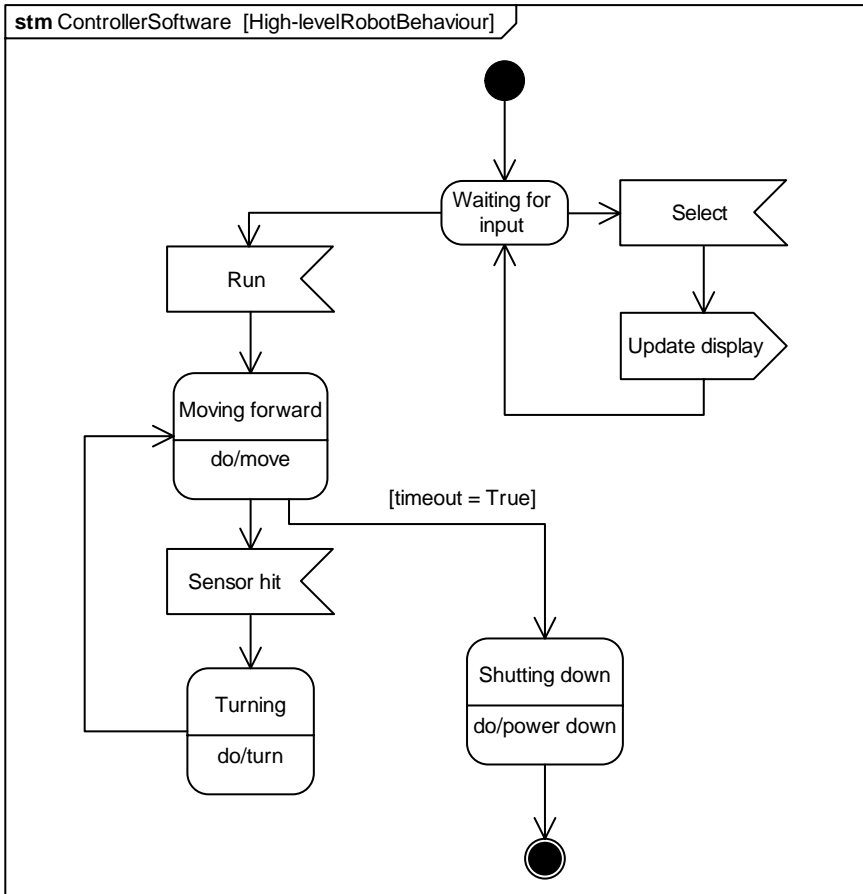 stm ControllerSoftware [High-levelRobotBehaviour]
Waiting for
input
Select
Run
Update display
Moving forward
do/move
[timeout = True]
Sensor hit
Shutting down
Turning
do/power down
do/turn